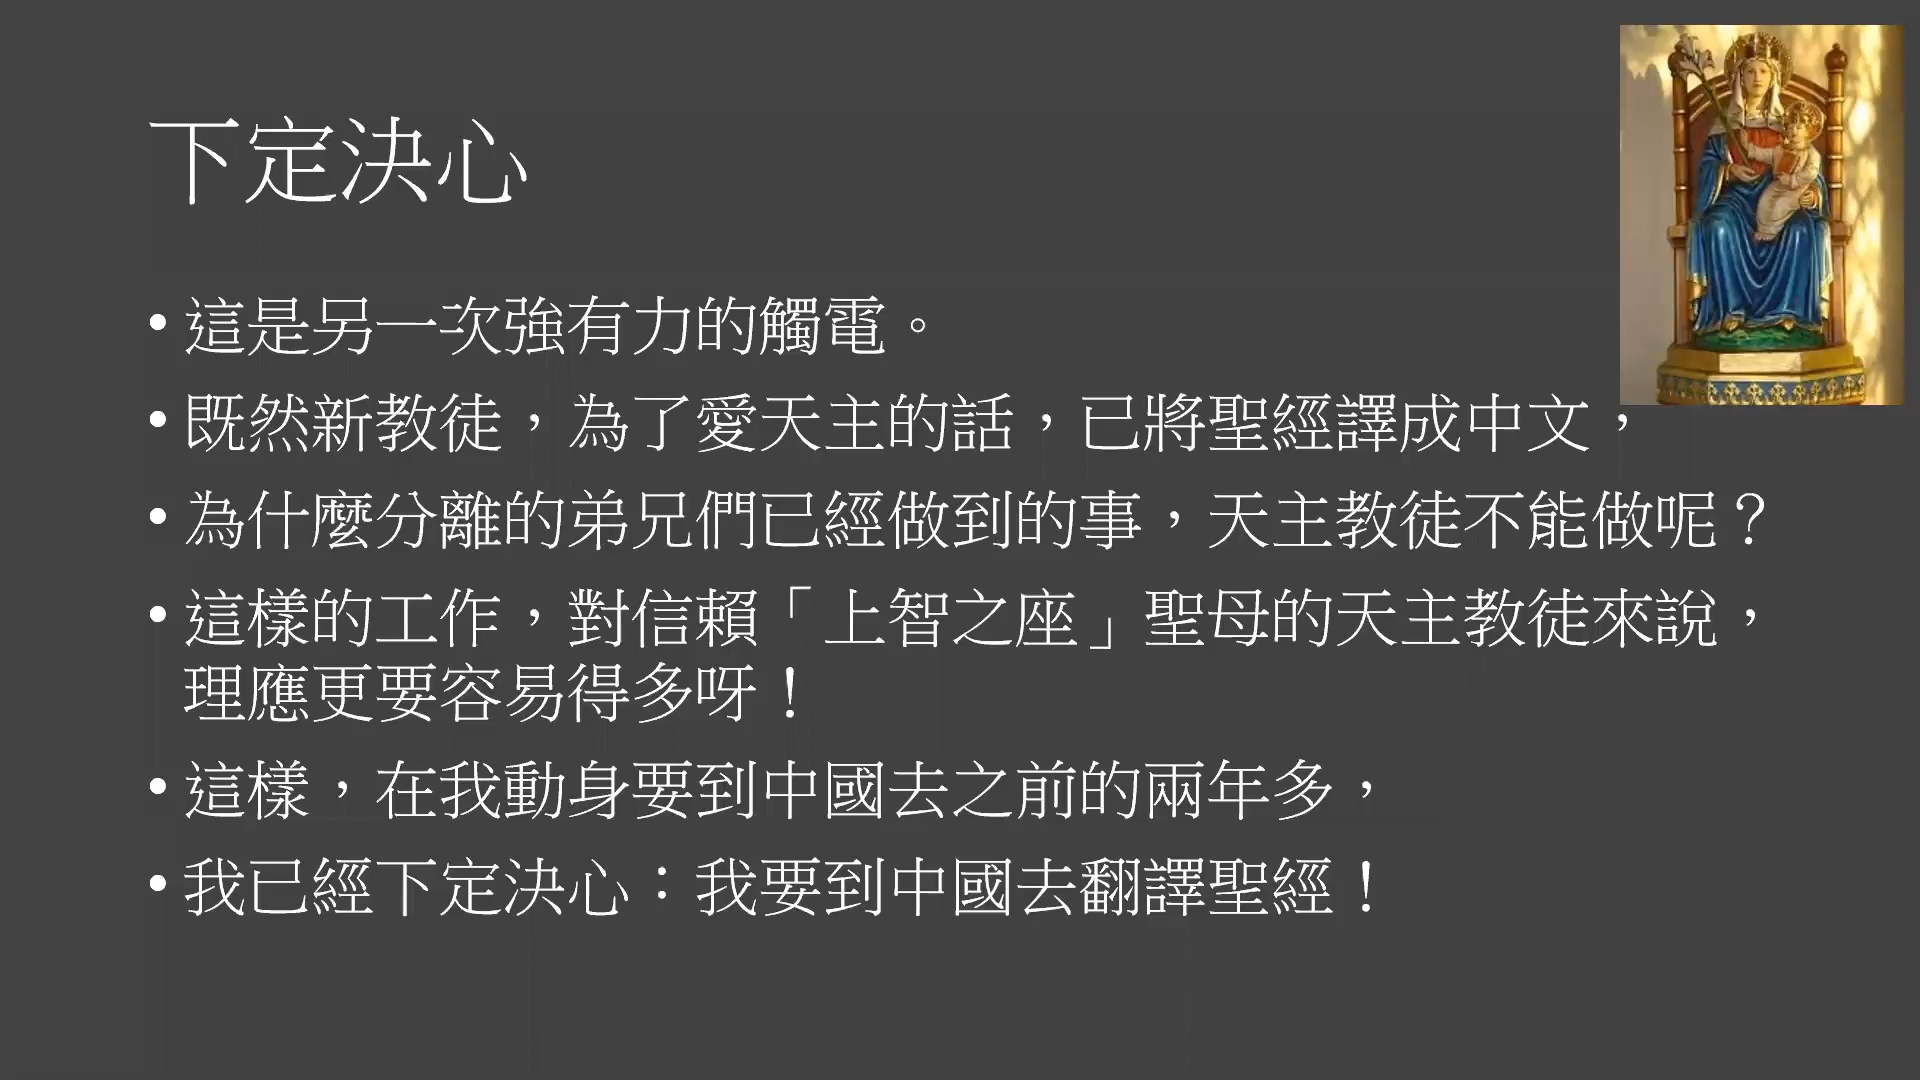 下定決心
• 這是另一次強有力的觸電。
• 既然新教徒，為了愛天主的話，已將聖經譯成中文，
• 為什麼分離的弟兄們已經做到的事，天主教徒不能做呢？
• 這樣的工作，對信賴「上智之座」聖母的天主教徒來說，
理應更要容易得多呀！
• 這樣，在我動身要到中國去之前的兩年多，
• 我已經下定決心：我要到中國去翻譯聖經！